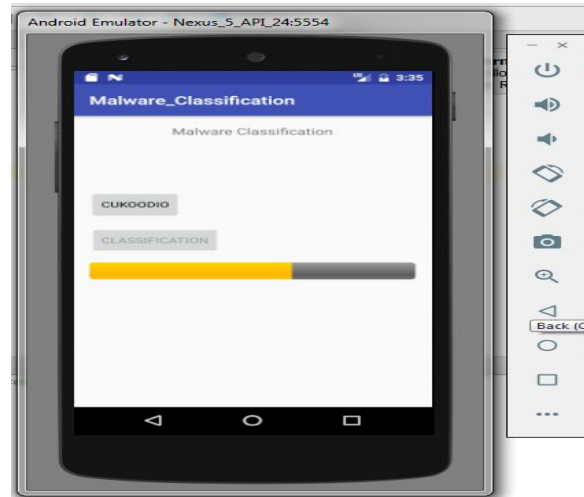 Android Emulator - Nexus_5_API_24:5554
3:35
Malware_Classification
Malware Classification
CUKOODIO
CLASSIFICATION
Back (C